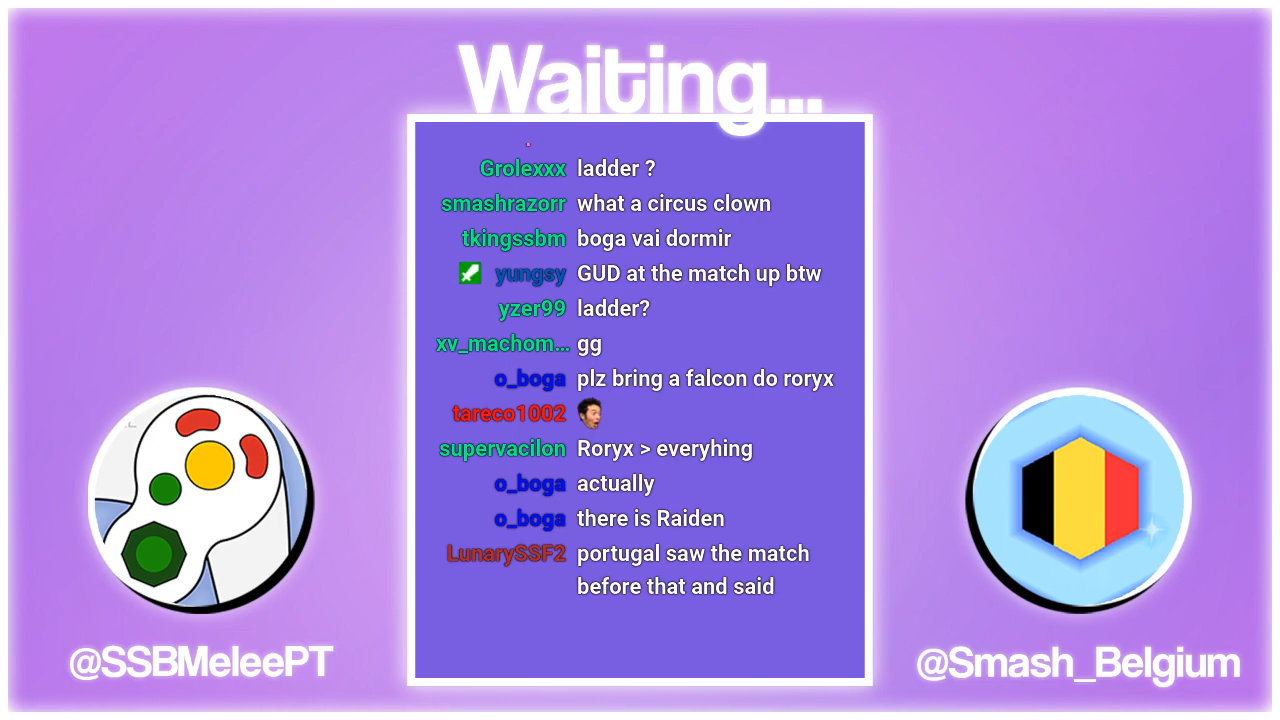 Waiting...
Grolexxx ladder ?
smashrazorr what a circus clown
tkingssbm boga vai dormir
yungsy GUD at the match up btw
yzer99 ladder?
xv_machom... gg
o_boga plz bring a falcon do roryx
tareco1002
supervacilon Roryx > everyhing
o_boga actually
o_boga there is Raiden
LunarySSF2 portugal saw the match
before that and said
@SSBMeleePT
@Smash_Belgium